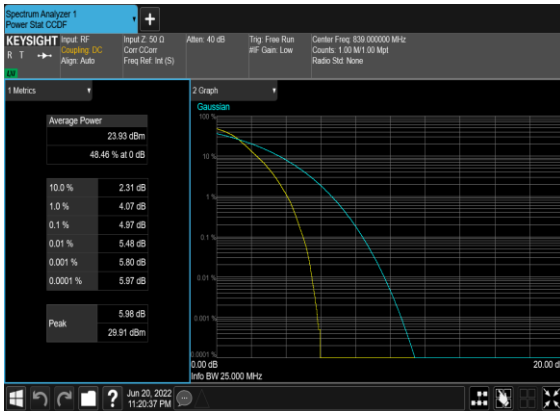 Spectrum Analyzer 1
Power Stat CCDF
KEYSIGHT
R T
LXI
Input: RF
Coupling: DC
Align: Auto
Input Z: 50 Ω
Corr CCorr
Freq Ref: Int (S)
Atten: 40 dB
Trig: Free Run
#IF Gain: Low
Center Freq: 839.000000 MHz
Counts: 1.00 M/1.00 Mpt
Radio Std: None
1 Metrics
Average Power
23.93 dBm
48.46 % at 0 dB
10.0 % 2.31 dB
1.0 % 4.07 dB
0.1 % 4.97 dB
0.01 % 5.48 dB
0.001 % 5.80 dB
0.0001 % 5.97 dB
Peak
5.98 dB
29.91 dBm
2 Graph
Gaussian
100 %
10 %
1 %
0.1 %
0.01 %
0.001 %
0.0001 %
0.00 dB
20.00 d
Info BW 25.000 MHz
Jun 20, 2022
11:20:37 PM